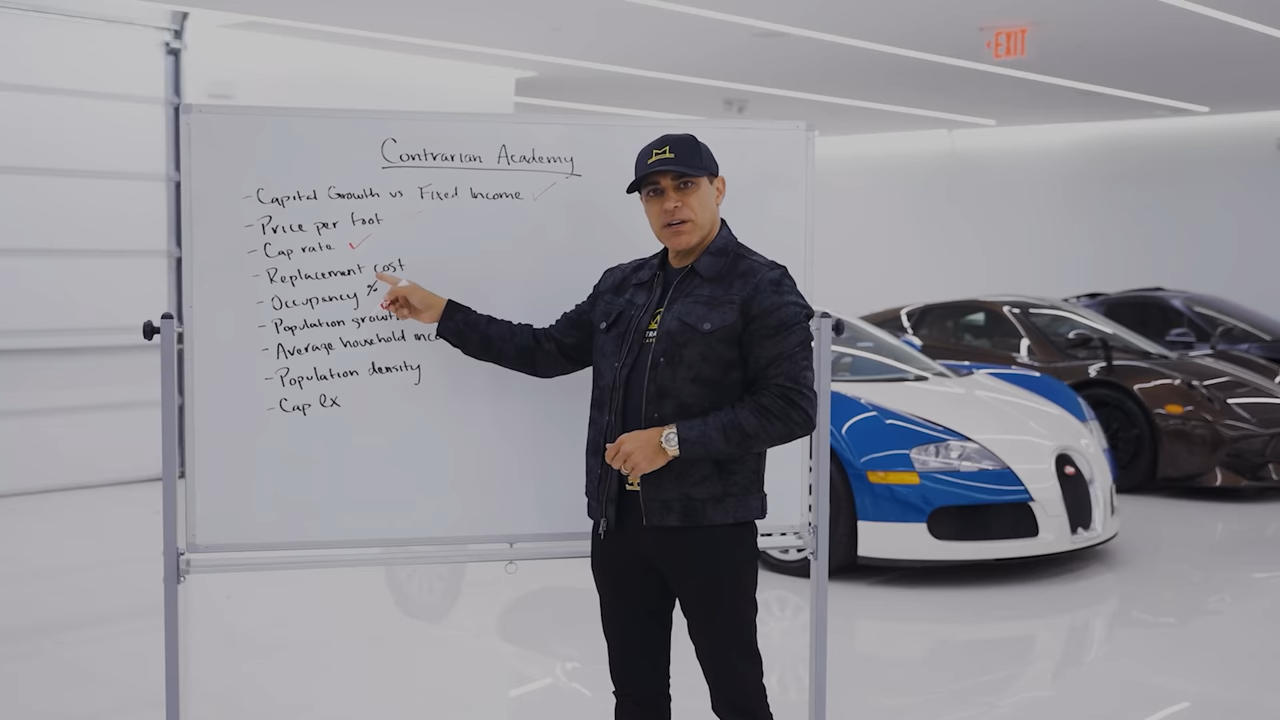 EXIT
Contrarian Academy
- Capital Growth vs Fixed Income ✓
- Price per foot
- Cap rate ✓
- Replacement cost
- Occupancy %
- Population growth
- Average household inco
- Population density
- Cap Ex